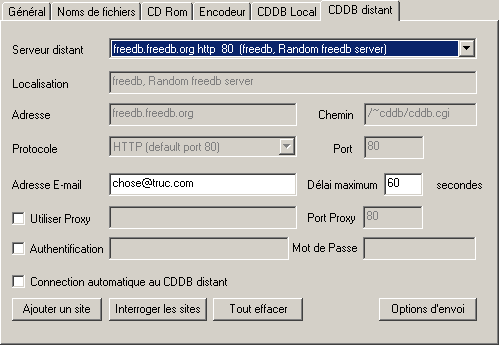 Général Noms de fichiers CD Rom Encodeur CDDB Local CDDB distant
Serveur distant freedb.freedb.org http 80 (freedb, Random freedb server)
Localisation freedb, Random freedb server
Adresse freedb.freedb.org Chemin /~cddb/cddb.cgi
Protocole HTTP (default port 80) Port 80
Adresse E-mail chose@truc.com Délai maximum 60 secondes
Utiliser Proxy Port Proxy 80
Authentification Mot de Passe
Connection automatique au CDDB distant
Ajouter un site Interroger les sites Tout effacer Options d'envoi